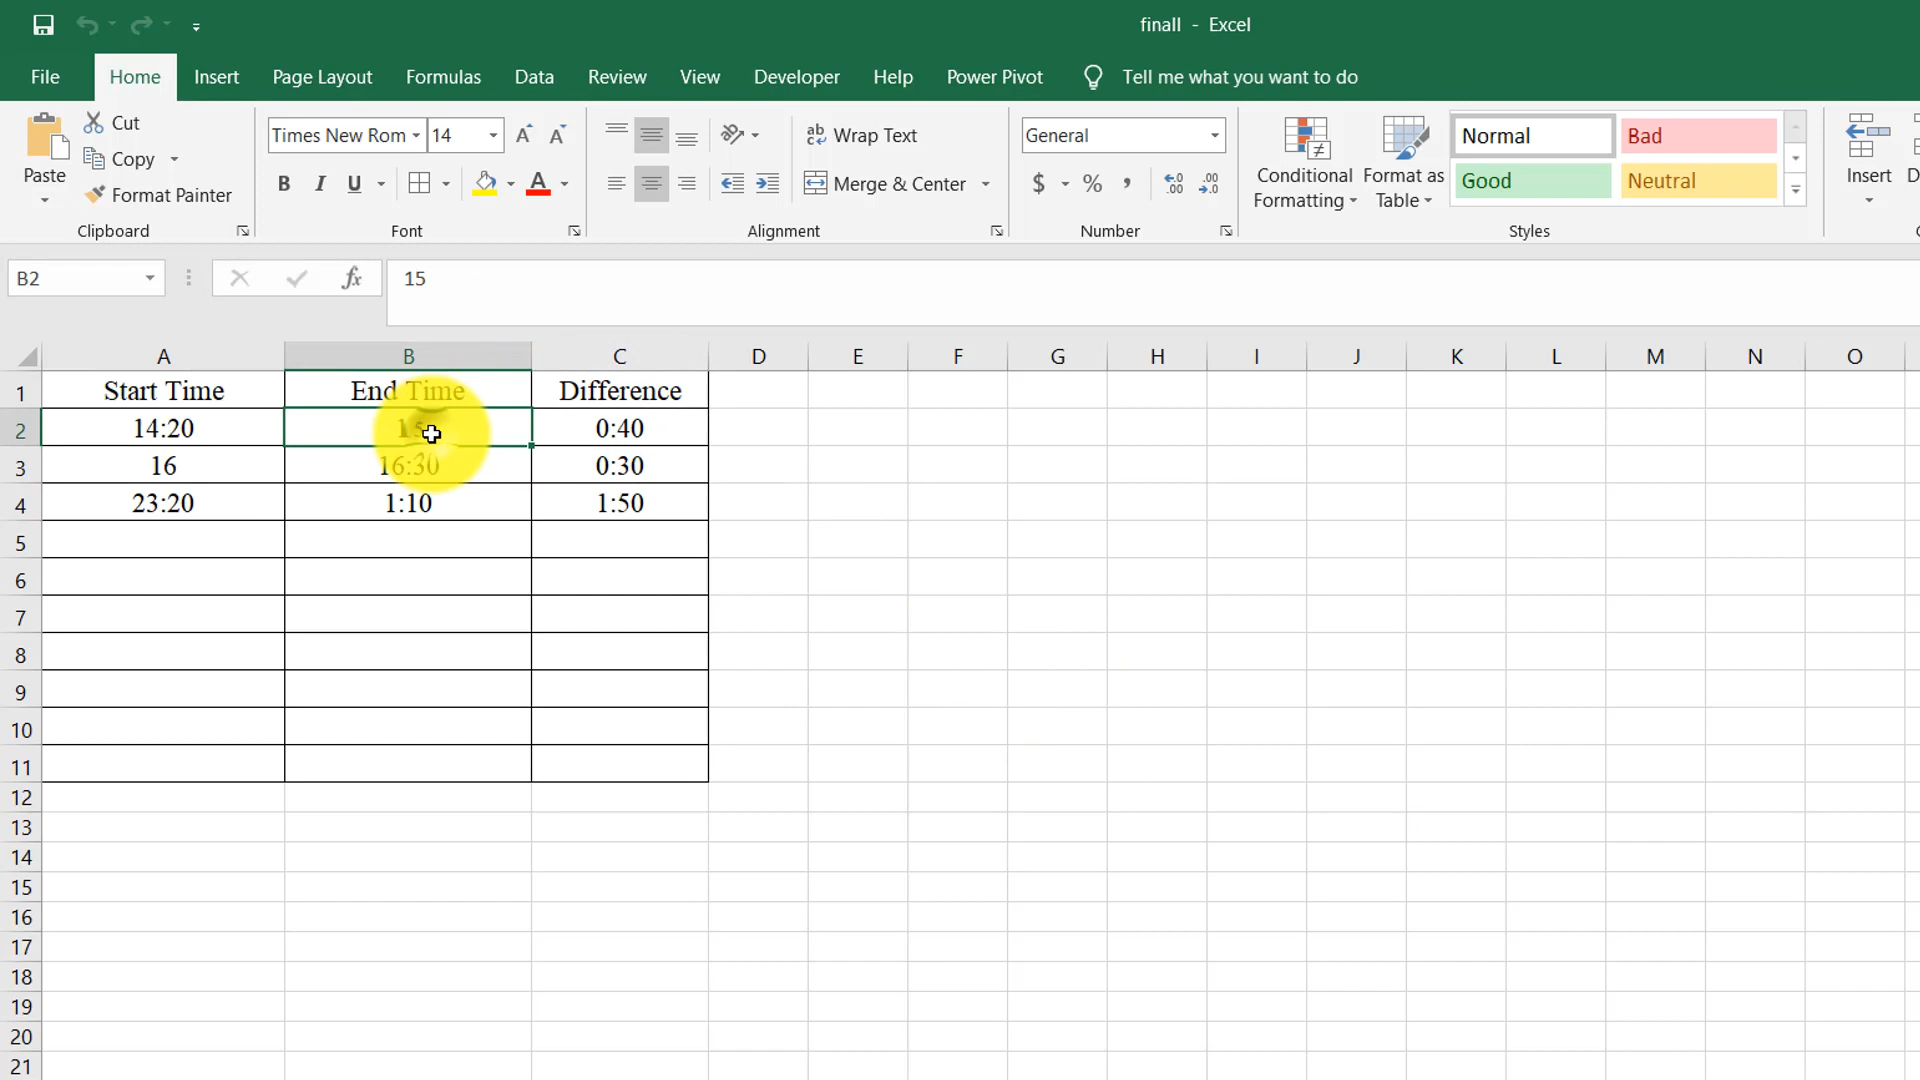 finall - Excel
File Home Insert Page Layout Formulas Data Review View Developer Help Power Pivot Tell me what you want to do
Paste
Cut
Copy
Format Painter
Clipboard
Times New Rom 14
B I U A
Font
ab
Wrap Text
Merge & Center
Alignment
General
$ % ,
Number
Conditional Formatting
Format as Table
Normal Bad
Good Neutral
Styles
Insert
B2 fx 15
A B C D E F G H I J K L M N O
1 Start Time End Time Difference
2 14:20 15 0:40
3 16 16:30 0:30
4 23:20 1:10 1:50
5
6
7
8
9
10
11
12
13
14
15
16
17
18
19
20
21